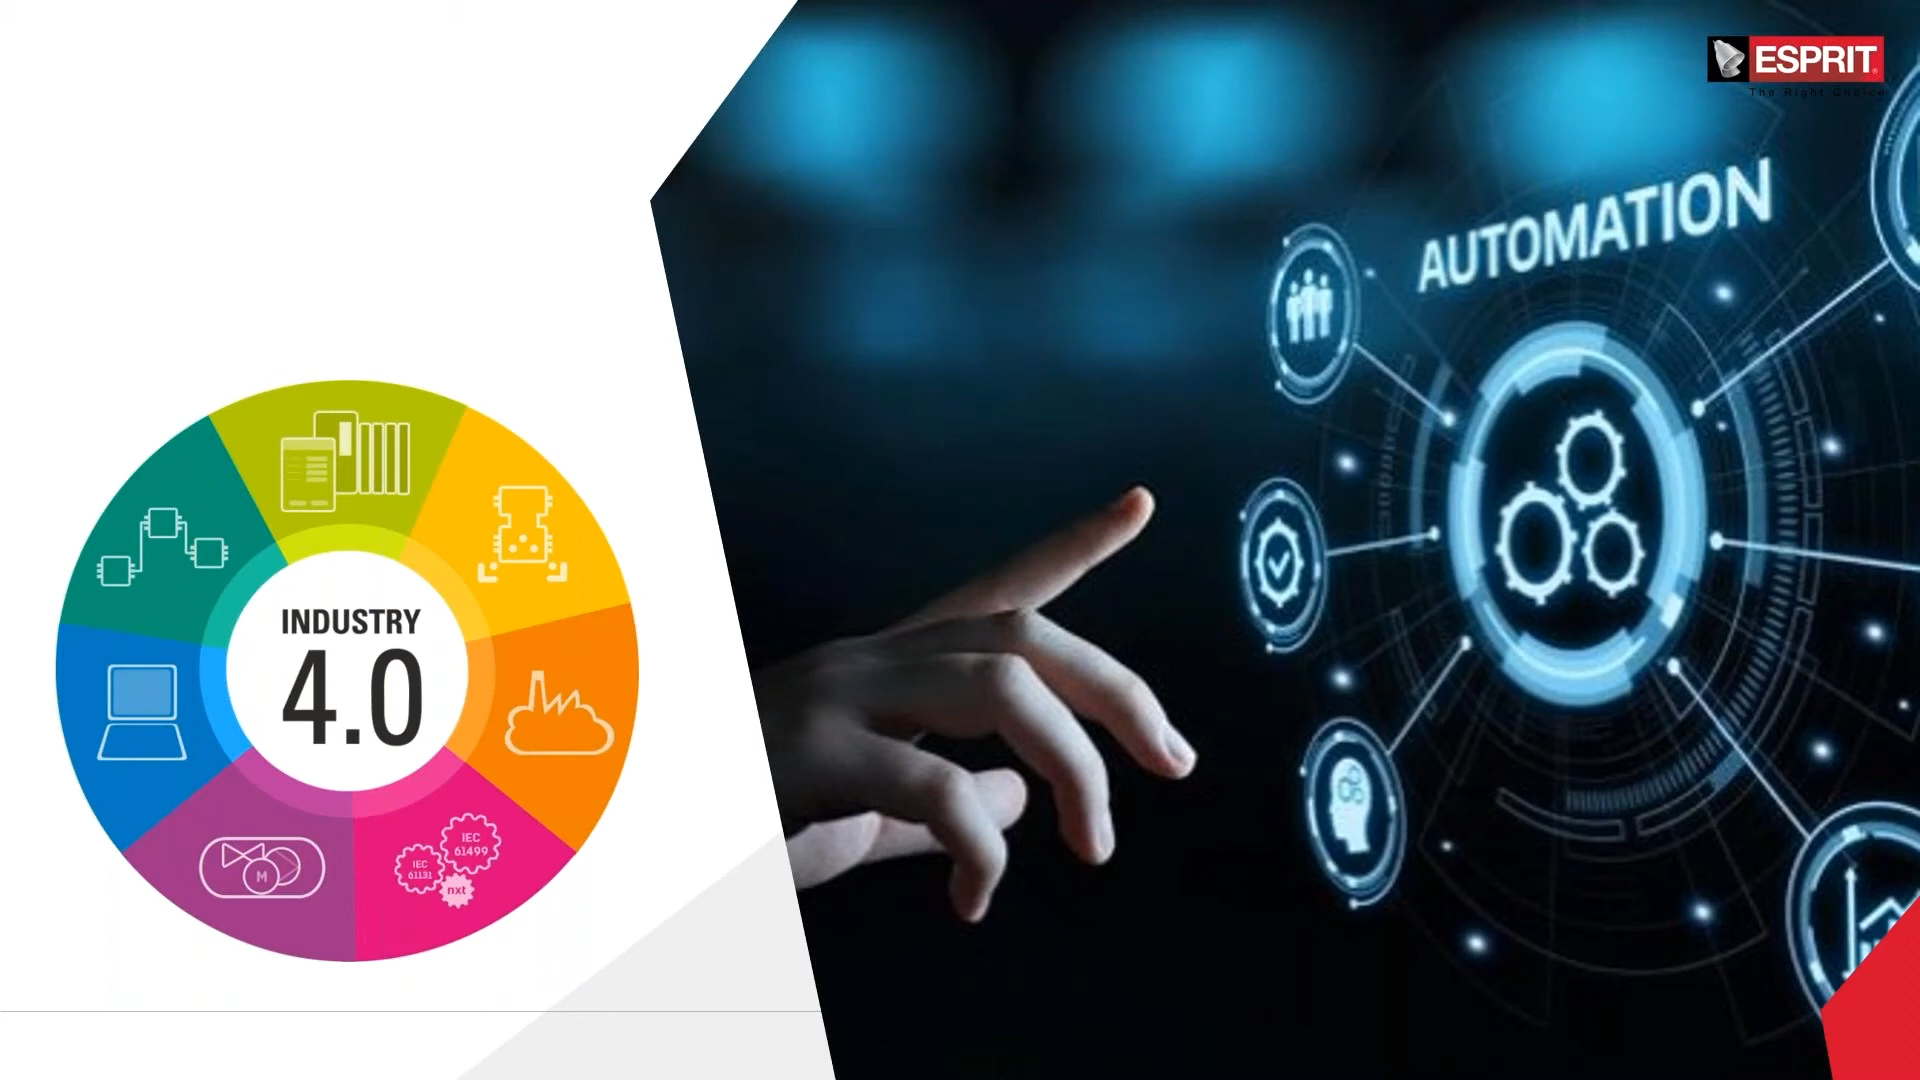 ESPRIT
The Right Choice
AUTOMATION
INDUSTRY
4.0
IEC
61499
IEC
61131
nxt
M